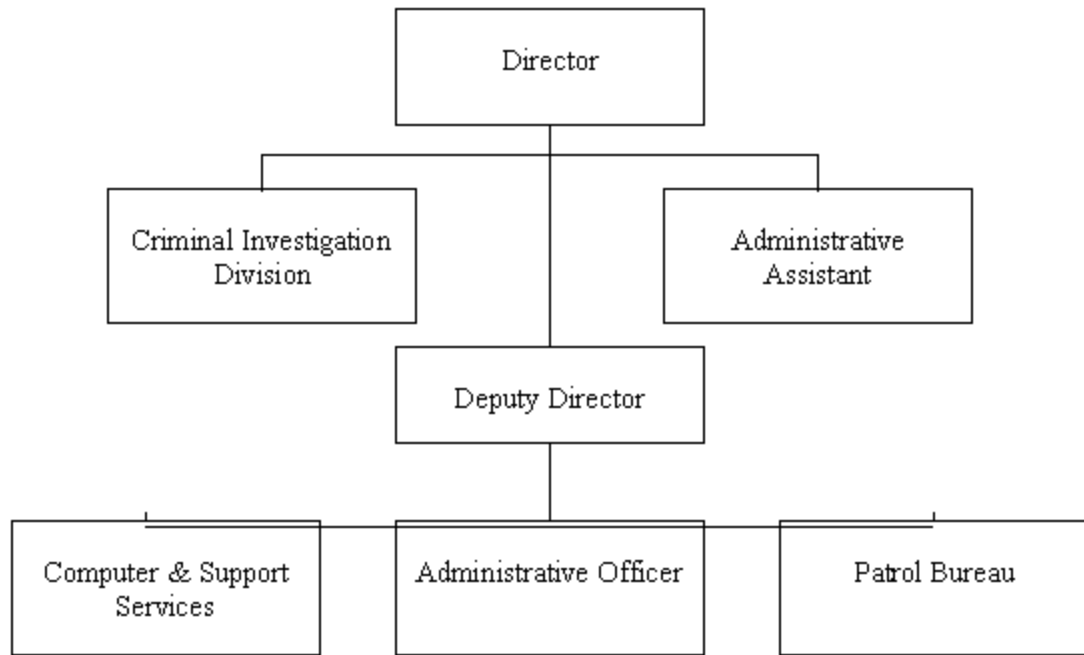 Director
Criminal Investigation
Division
Administrative
Assistant
Deputy Director
Computer & Support
Services
Administrative Officer
Patrol Bureau